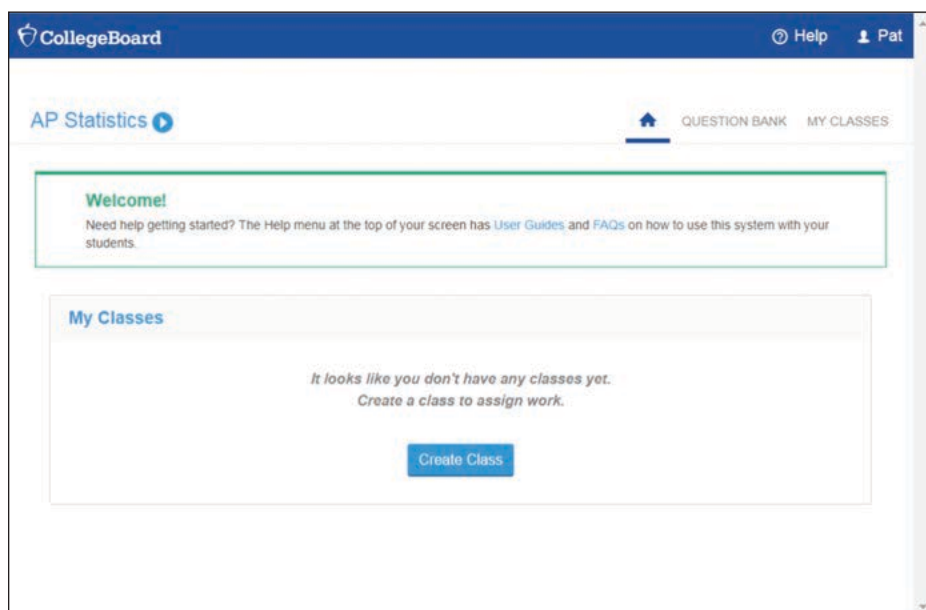 CollegeBoard
Help
Pat
AP Statistics
QUESTION BANK
MY CLASSES
Welcome!
Need help getting started? The Help menu at the top of your screen has User Guides and FAQs on how to use this system with your
students.
My Classes
It looks like you don't have any classes yet.
Create a class to assign work.
Create Class